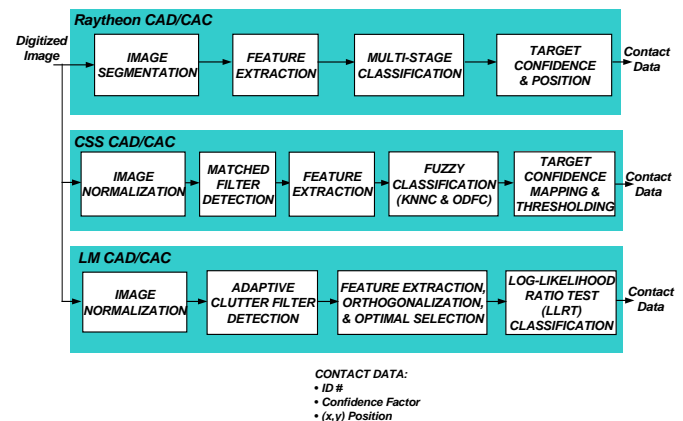 Raytheon CAD/CAC
Digitized
Image
IMAGE
SEGMENTATION
FEATURE
EXTRACTION
MULTI-STAGE
CLASSIFICATION
TARGET
CONFIDENCE
& POSITION
Contact
Data
CSS CAD/CAC
IMAGE
NORMALIZATION
MATCHED
FILTER
DETECTION
FEATURE
EXTRACTION
FUZZY
CLASSIFICATION
(KNNC & ODFC)
TARGET
CONFIDENCE
MAPPING &
THRESHOLDING
Contact
Data
LM CAD/CAC
IMAGE
NORMALIZATION
ADAPTIVE
CLUTTER FILTER
DETECTION
FEATURE EXTRACTION,
ORTHOGONALIZATION,
& OPTIMAL SELECTION
LOG-LIKELIHOOD
RATIO TEST
(LLRT)
CLASSIFICATION
Contact
Data
CONTACT DATA:
• ID #
• Confidence Factor
• (x,y) Position